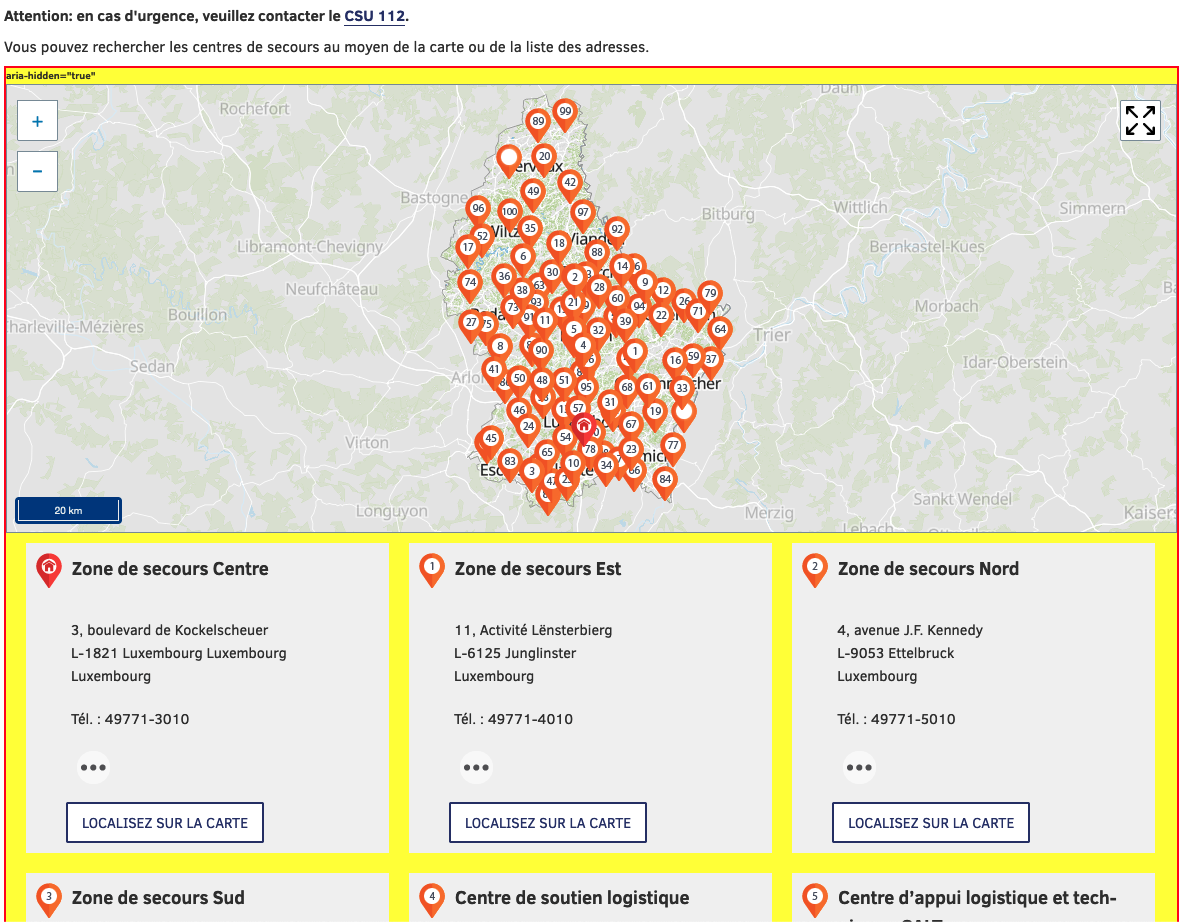 Attention: en cas d'urgence, veuillez contacter le CSU 112.
Vous pouvez rechercher les centres de secours au moyen de la carte ou de la liste des adresses.
aria-hidden="true"
Daun
Rochefort
+
−
99
89
20
42
49
Bastogne
96
100
97
Bitburg
Wittlich
Simmern
52
35
92
17
18
88
Libramont-Chevigny
Bernkastel-Kues
6
14
74
36
30
2
9
Neufchâteau
38
63
28
12
79
93
21
60
26
Morbach
73
94
71
Bouillon
91
11
39
22
Charleville-Mézières
27
75
5
32
64
Trier
8
90
4
1
16
59
37
Idar-Oberstein
Sedan
41
50
48
51
95
68
61
33
46
57
31
19
24
67
Virton
45
54
65
78
23
77
83
3
10
34
66
84
47
20 km
Longuyon
Merzig
Sankt Wendel
Lebach
Zone de secours Centre
3, boulevard de Kockelscheuer
L-1821 Luxembourg Luxembourg
Luxembourg
Tél. : 49771-3010
•••
LOCALISEZ SUR LA CARTE
1 Zone de secours Est
11, Activité Lënsterbierg
L-6125 Junglinster
Luxembourg
Tél. : 49771-4010
•••
LOCALISEZ SUR LA CARTE
2 Zone de secours Nord
4, avenue J.F. Kennedy
L-9053 Ettelbruck
Luxembourg
Tél. : 49771-5010
•••
LOCALISEZ SUR LA CARTE
3 Zone de secours Sud
4 Centre de soutien logistique
5 Centre d'appui logistique et tech-